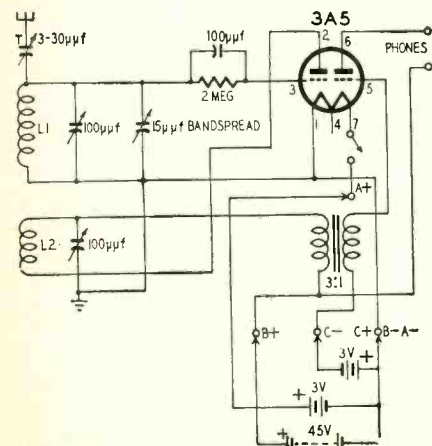 3A5
2 6
PHONES
T 3-30µµf
100µµf
2 MEG
3 5
1 4 7
L1 100µµf 15µµf BANDSPREAD
A+
L2 100µµf
3:1
B+ C- C+ B- A-
3V +
+ 3V
+ 45V